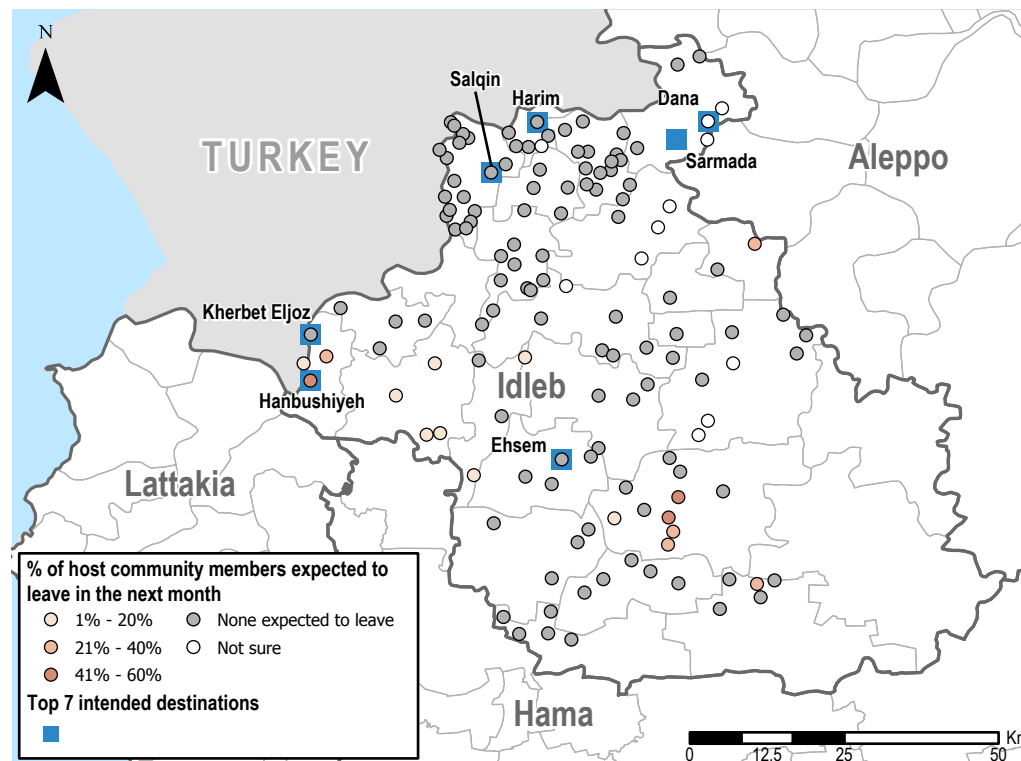 N
Salqin
Harim
Dana
TURKEY
Sarmada
Aleppo
Kherbet Eljoz
Idleb
Hanbushiyeh
Ehsem
Lattakia
% of host community members expected to
leave in the next month
1% - 20%
None expected to leave
21% - 40%
Not sure
41% - 60%
Top 7 intended destinations
Hama
Km
0 12.5 25 50